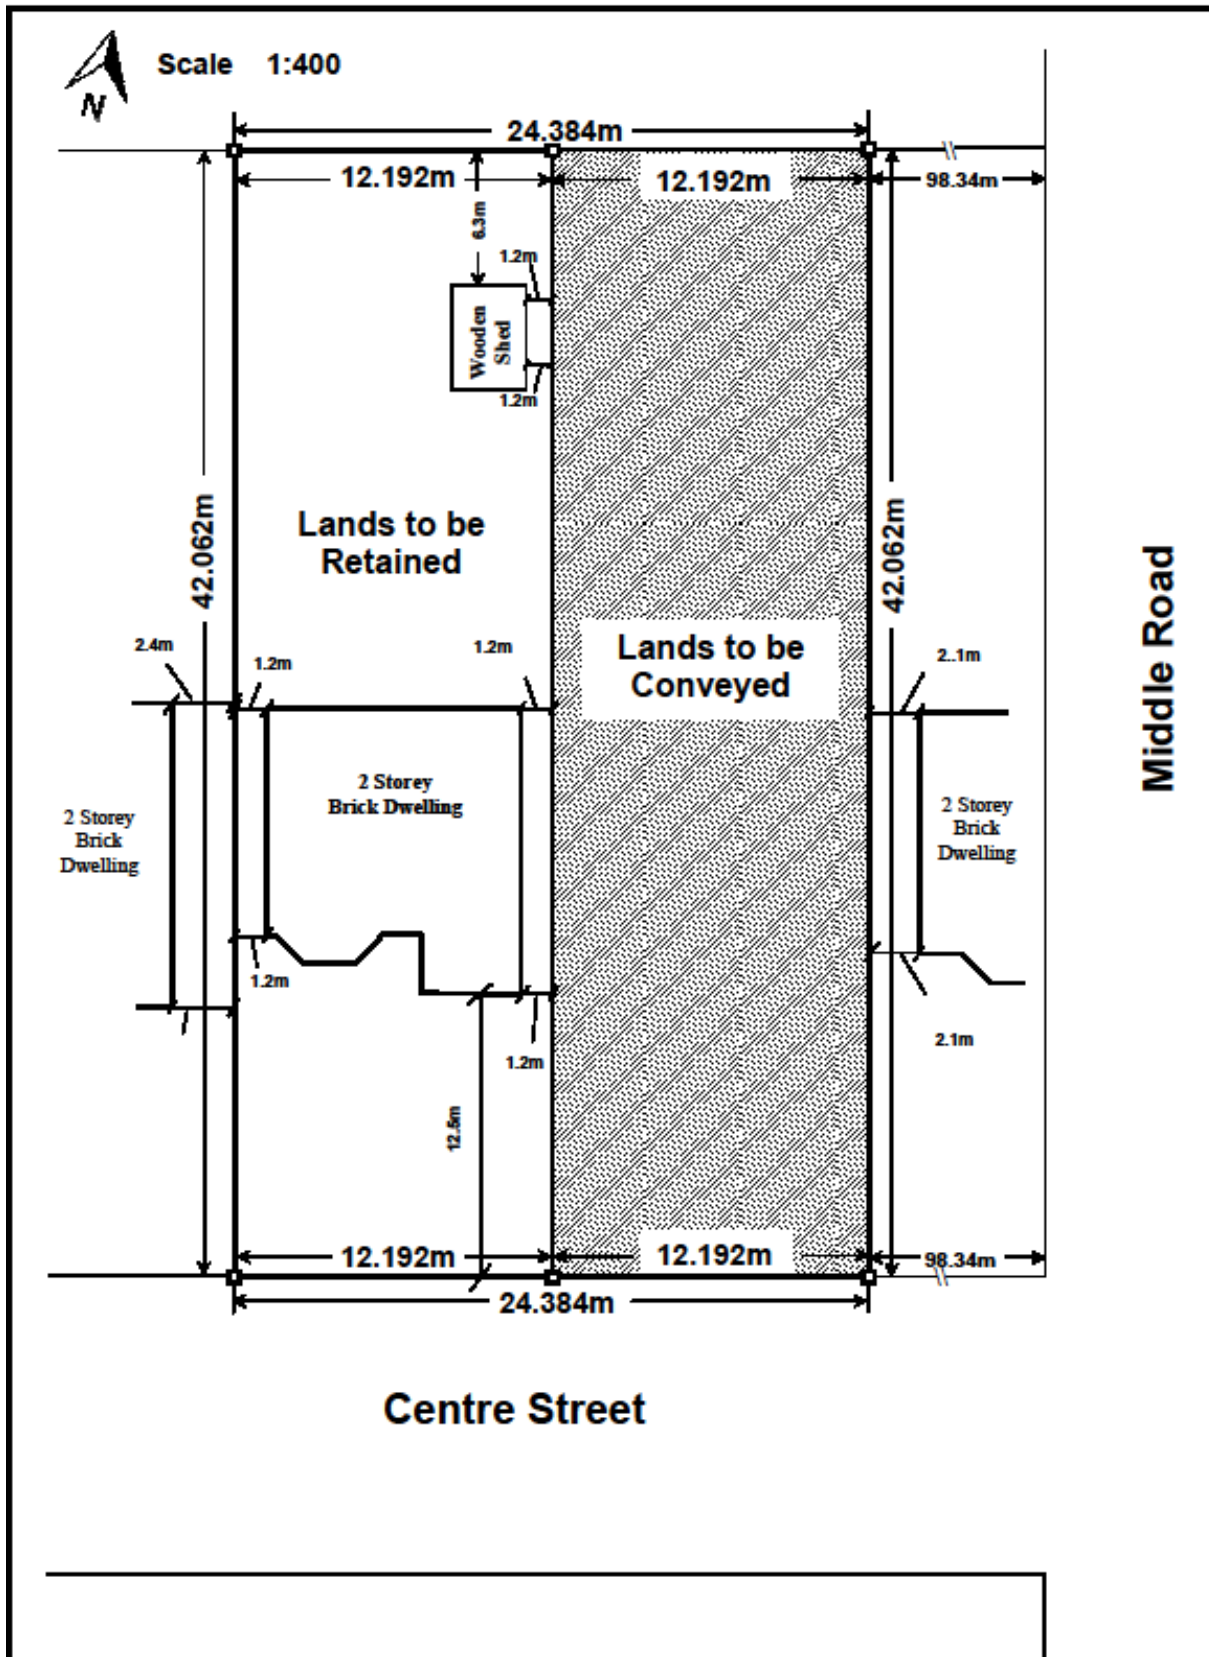 Scale 1:400
N
24.384m
12.192m
12.192m
98.34m
6.3m
1.2m
Wooden
Shed
1.2m
Lands to be
Retained
42.062m
42.062m
Lands to be
Conveyed
2.4m
1.2m
1.2m
2..1m
2 Storey
Brick Dwelling
2 Storey
Brick
Dwelling
2 Storey
Brick
Dwelling
1.2m
1.2m
2.1m
12.5m
Middle Road
12.192m
12.192m
98.34m
24.384m
Centre Street